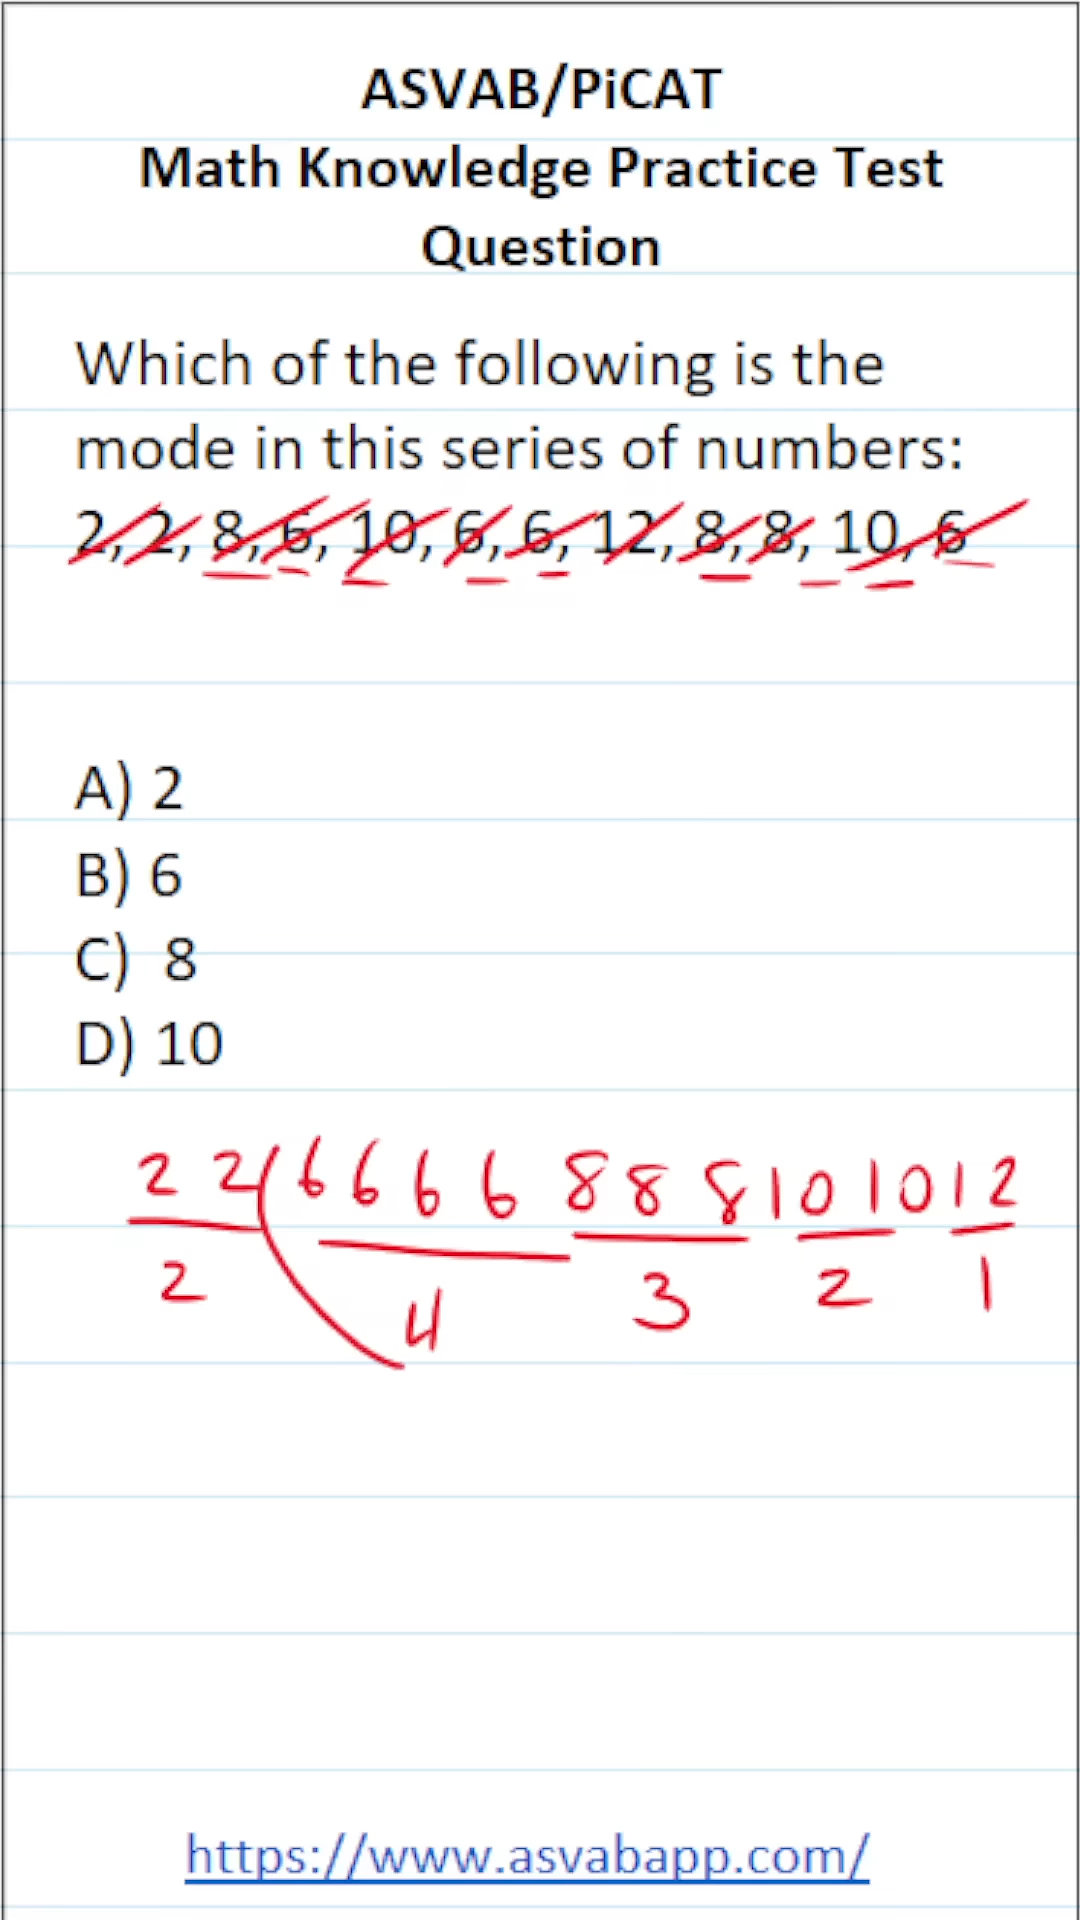 ASVAB/PiCAT
Math Knowledge Practice Test
Question
Which of the following is the
mode in this series of numbers:
2, 2, 8, 6, 10, 6, 6, 12, 8, 8, 10, 6
A) 2
B) 6
C) 8
D) 10
2 2 6 6 6 6 8 8 8 10 10 12
2 4 3 2 1
https://www.asvabapp.com/